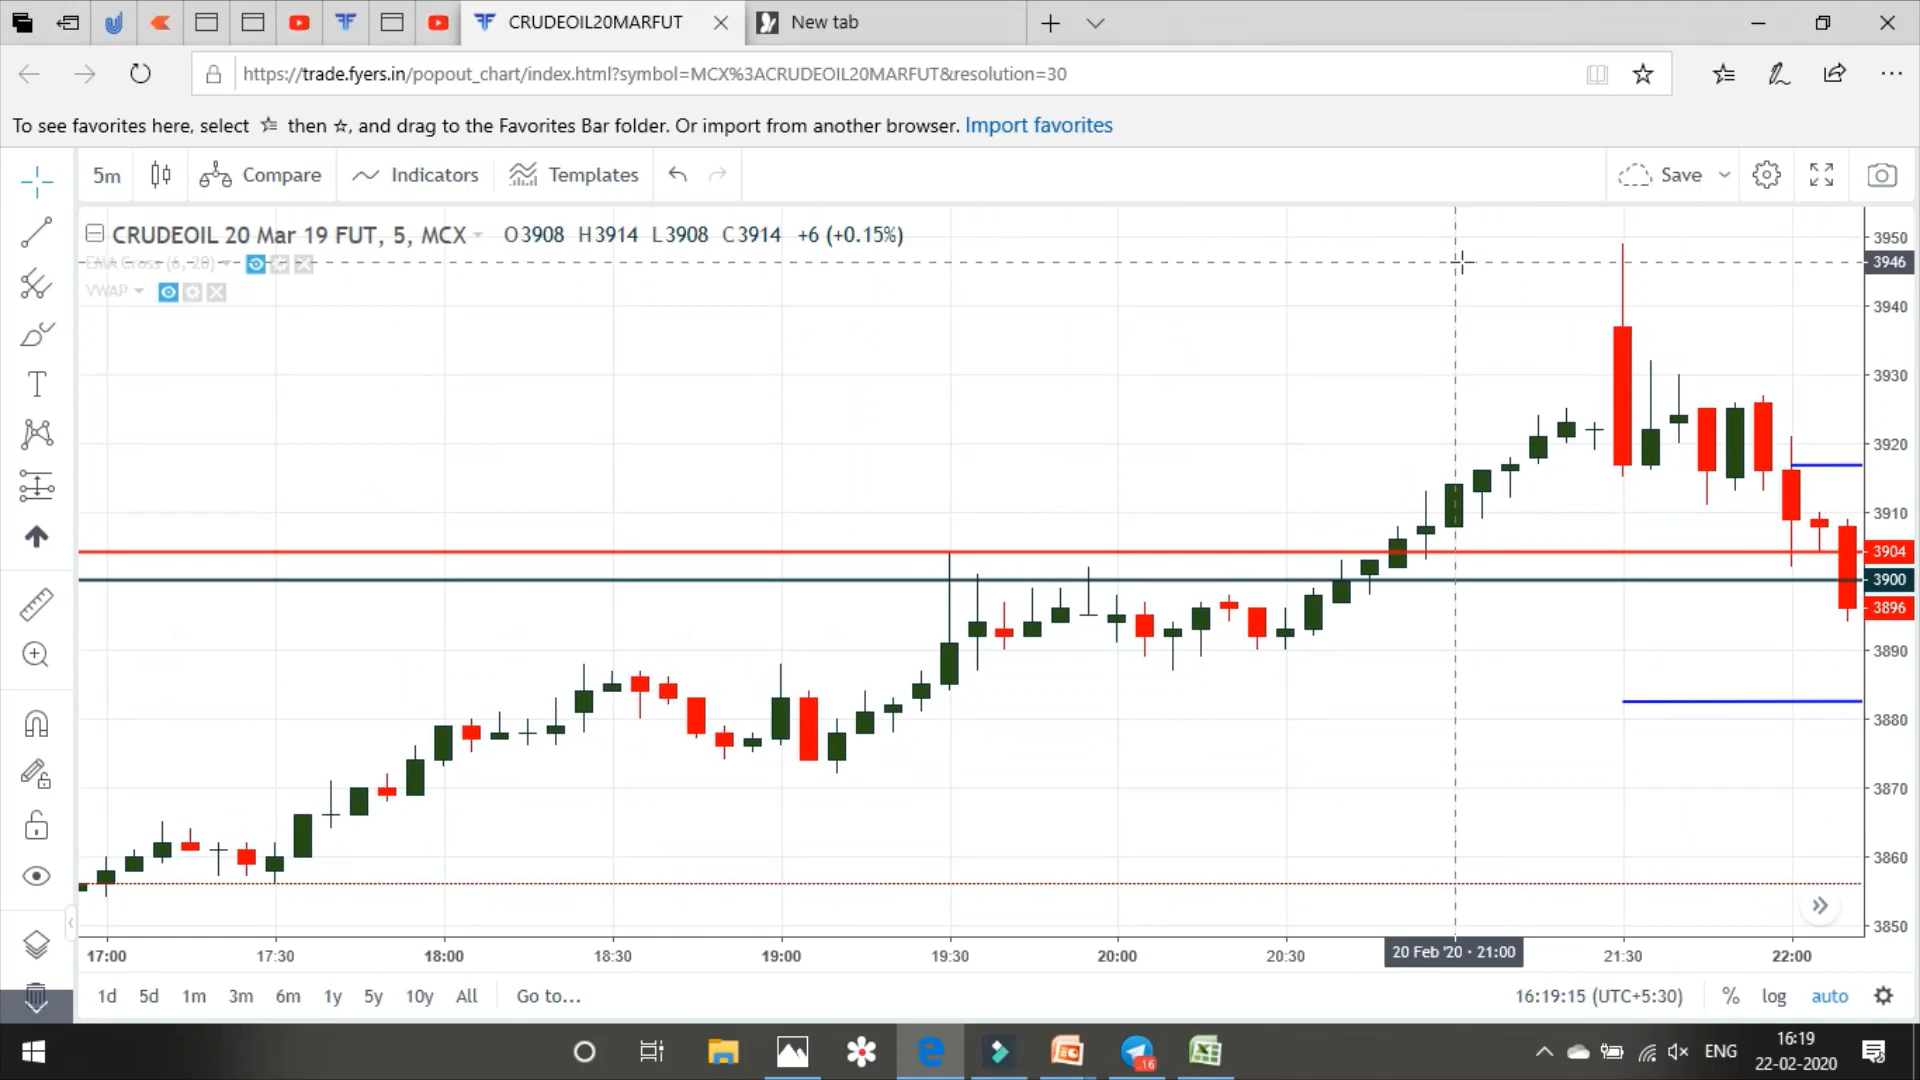 CRUDEOIL20MARFUT
New tab
https://trade.fyers.in/popout_chart/index.html?symbol=MCX%3ACRUDEOIL20MARFUT&resolution=30
To see favorites here, select then , and drag to the Favorites Bar folder. Or import from another browser. Import favorites
5m Compare Indicators Templates Save
CRUDEOIL 20 Mar 19 FUT, 5, MCX O3908 H3914 L3908 C3914 +6 (+0.15%)
EMA Cross (6, 20)
VWAP
3950
3946
3940
3930
3920
3910
3904
3900
3896
3890
3880
3870
3860
3850
17:00 17:30 18:00 18:30 19:00 19:30 20:00 20:30 20 Feb '20 · 21:00 21:30 22:00
1d 5d 1m 3m 6m 1y 5y 10y All Go to... 16:19:15 (UTC+5:30) % log auto
16
ENG
16:19
22-02-2020